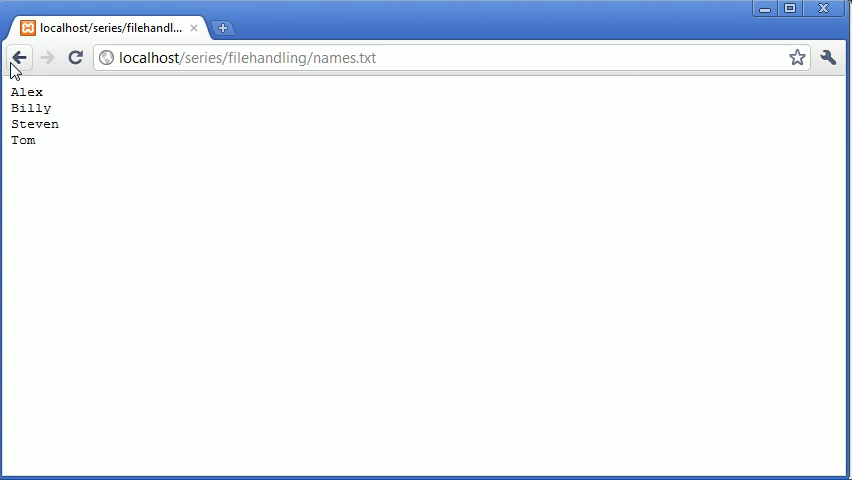 localhost/series/filehandl...
localhost/series/filehandling/names.txt
Alex
Billy
Steven
Tom